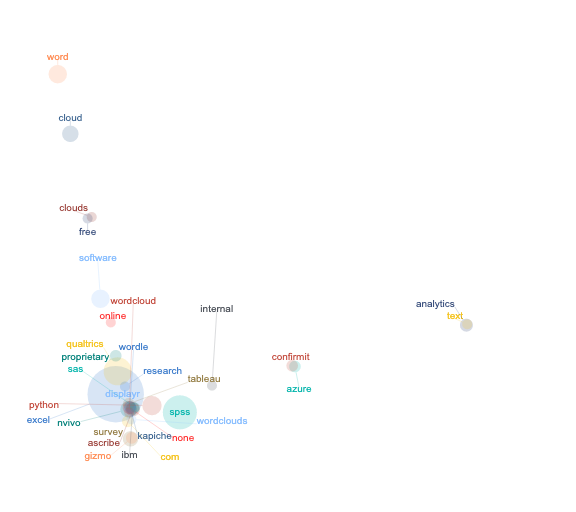 word
cloud
clouds
free
software
wordcloud
internal
online
analytics
text
qualtrics
wordle
proprietary
confirmit
sas
research
tableau
azure
displayr
python
spss
excel
nvivo
wordclouds
survey
kapiche
none
ascribe
gizmo
ibm
com